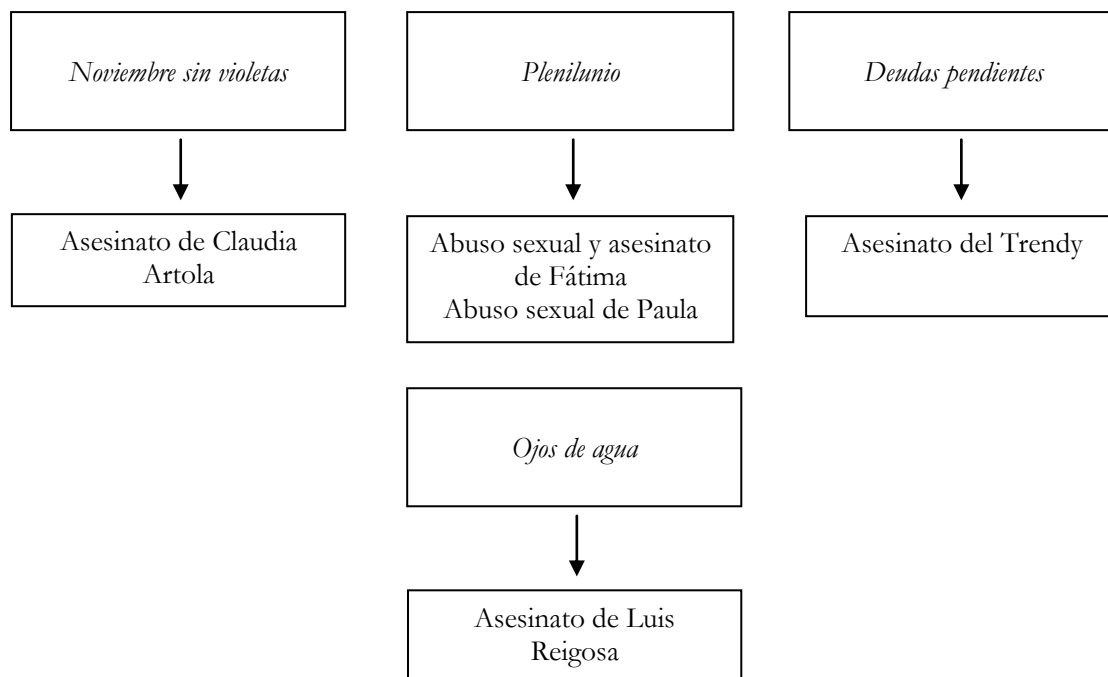 Noviembre sin violetas
Plenilunio
Deudas pendientes
Asesinato de Claudia
Artola
Abuso sexual y asesinato
de Fátima
Abuso sexual de Paula
Asesinato del Trendy
Ojos de agua
Asesinato de Luis
Reigosa